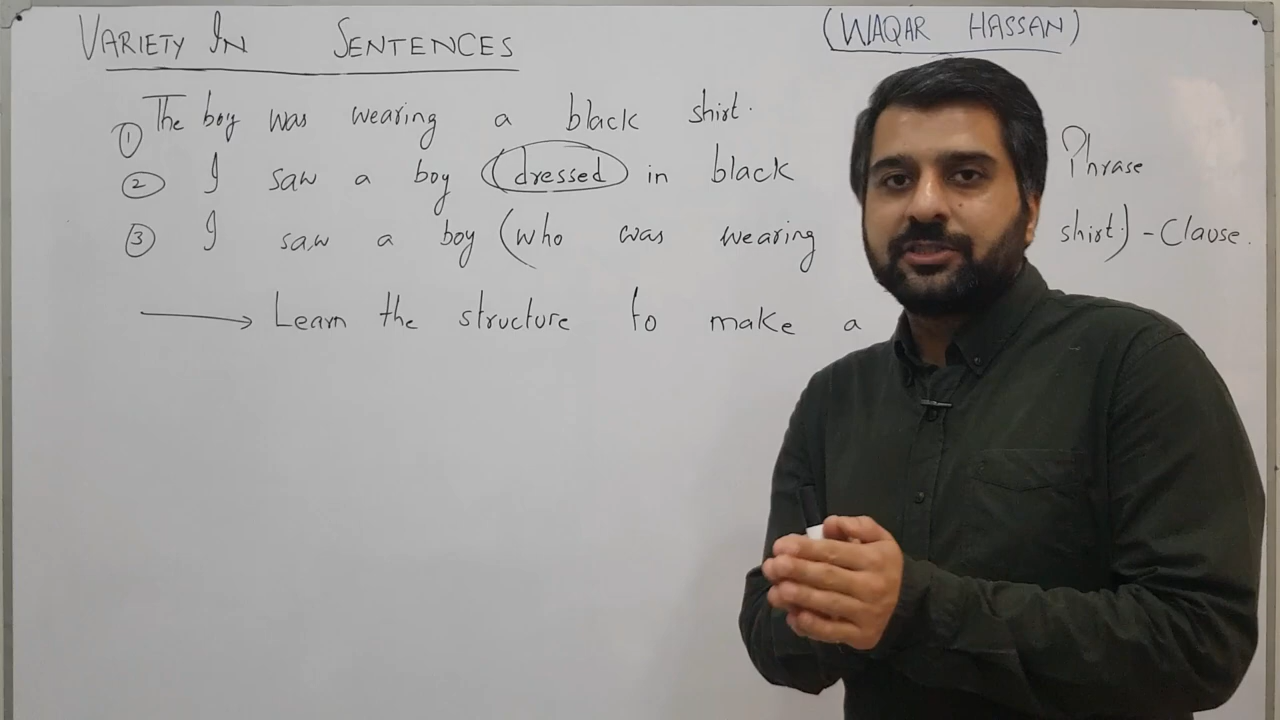 VARIETY IN SENTENCES (WAQAR HASSAN)
① The boy was wearing a black shirt.
② I saw a boy (dressed) in black Phrase
③ I saw a boy (who was wearing shirt.) - Clause.
→ Learn the structure to make a